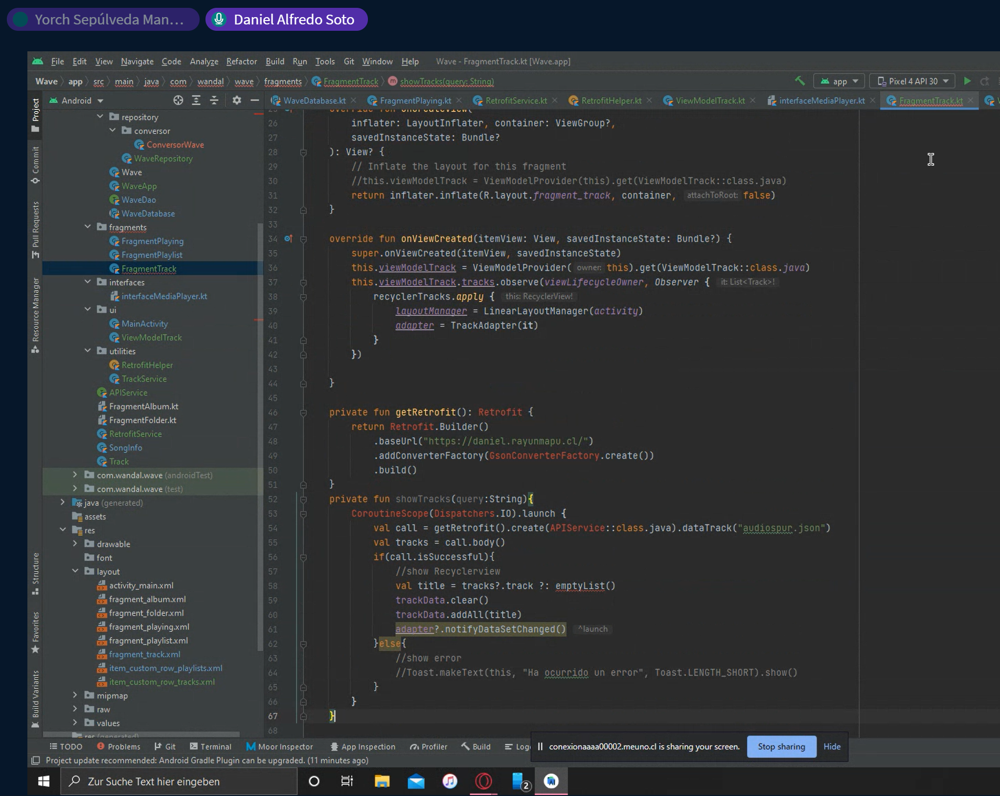 Yorch Sepúlveda Man...
Daniel Alfredo Soto
File Edit View Navigate Code Analyze Refactor Build Run Tools Git Window Help Wave - FragmentTrack.kt [Wave.app]
Wave app src main java com wandal wave fragments FragmentTrack showTracks(query: String)
app Pixel 4 API 30
Android
WaveDatabase.kt FragmentPlaying.kt RetrofitService.kt RetrofitHelper.kt ViewModelTrack.kt interfaceMediaPlayer.kt FragmentTrack.kt
Project
Commit
Pull Requests
Resource Manager
Structure
Favorites
Build Variants
repository
conversor
ConversorWave
WaveRepository
Wave
WaveApp
WaveDao
WaveDatabase
fragments
FragmentPlaying
FragmentPlaylist
FragmentTrack
interfaces
interfaceMediaPlayer.kt
ui
MainActivity
ViewModelTrack
utilities
RetrofitHelper
TrackService
APIService
FragmentAlbum.kt
FragmentFolder.kt
RetrofitService
SongInfo
Track
com.wandal.wave (androidTest)
com.wandal.wave (test)
java (generated)
assets
res
drawable
font
layout
activity_main.xml
fragment_album.xml
fragment_folder.xml
fragment_playing.xml
fragment_playlist.xml
fragment_track.xml
item_custom_row_playlists.xml
item_custom_row_tracks.xml
mipmap
raw
values
res (generated)
25 override fun onCreateView(
26 inflater: LayoutInflater, container: ViewGroup?,
27 savedInstanceState: Bundle?
28 ): View? {
29 // Inflate the layout for this fragment
30 //this.viewModelTrack = ViewModelProvider(this).get(ViewModelTrack::class.java)
31 return inflater.inflate(R.layout.fragment_track, container, attachToRoot: false)
32 }
33
34 override fun onViewCreated(itemView: View, savedInstanceState: Bundle?) {
35 super.onViewCreated(itemView, savedInstanceState)
36 this.viewModelTrack = ViewModelProvider( owner: this).get(ViewModelTrack::class.java)
37 this.viewModelTrack.tracks.observe(viewLifecycleOwner, Observer { it: List<Track>!
38 recyclerTracks.apply { this: RecyclerView!
39 layoutManager = LinearLayoutManager(activity)
40 adapter = TrackAdapter(it)
41 }
42 })
43
44 }
45
46 private fun getRetrofit(): Retrofit {
47 return Retrofit.Builder()
48 .baseUrl("https://daniel.rayunmapu.cl/")
49 .addConverterFactory(GsonConverterFactory.create())
50 .build()
51 }
52 private fun showTracks(query:String){
53 CoroutineScope(Dispatchers.IO).launch {
54 val call = getRetrofit().create(APIService::class.java).dataTrack("audiospur.json")
55 val tracks = call.body()
56 if(call.isSuccessful){
57 //show Recyclerview
58 val title = tracks?.track ?: emptyList()
59 trackData.clear()
60 trackData.addAll(title)
61 adapter?.notifyDataSetChanged() ^launch
62 }else{
63 //show error
64 //Toast.makeText(this, "Ha ocurrido un error", Toast.LENGTH_SHORT).show()
65 }
66 }
67 }
68
TODO Problems Git Terminal Moor Inspector App Inspection Profiler Build Log
conexionaaaa00002.meuno.cl is sharing your screen. Stop sharing Hide
Project update recommended: Android Gradle Plugin can be upgraded. (11 minutes ago)
Zur Suche Text hier eingeben
2